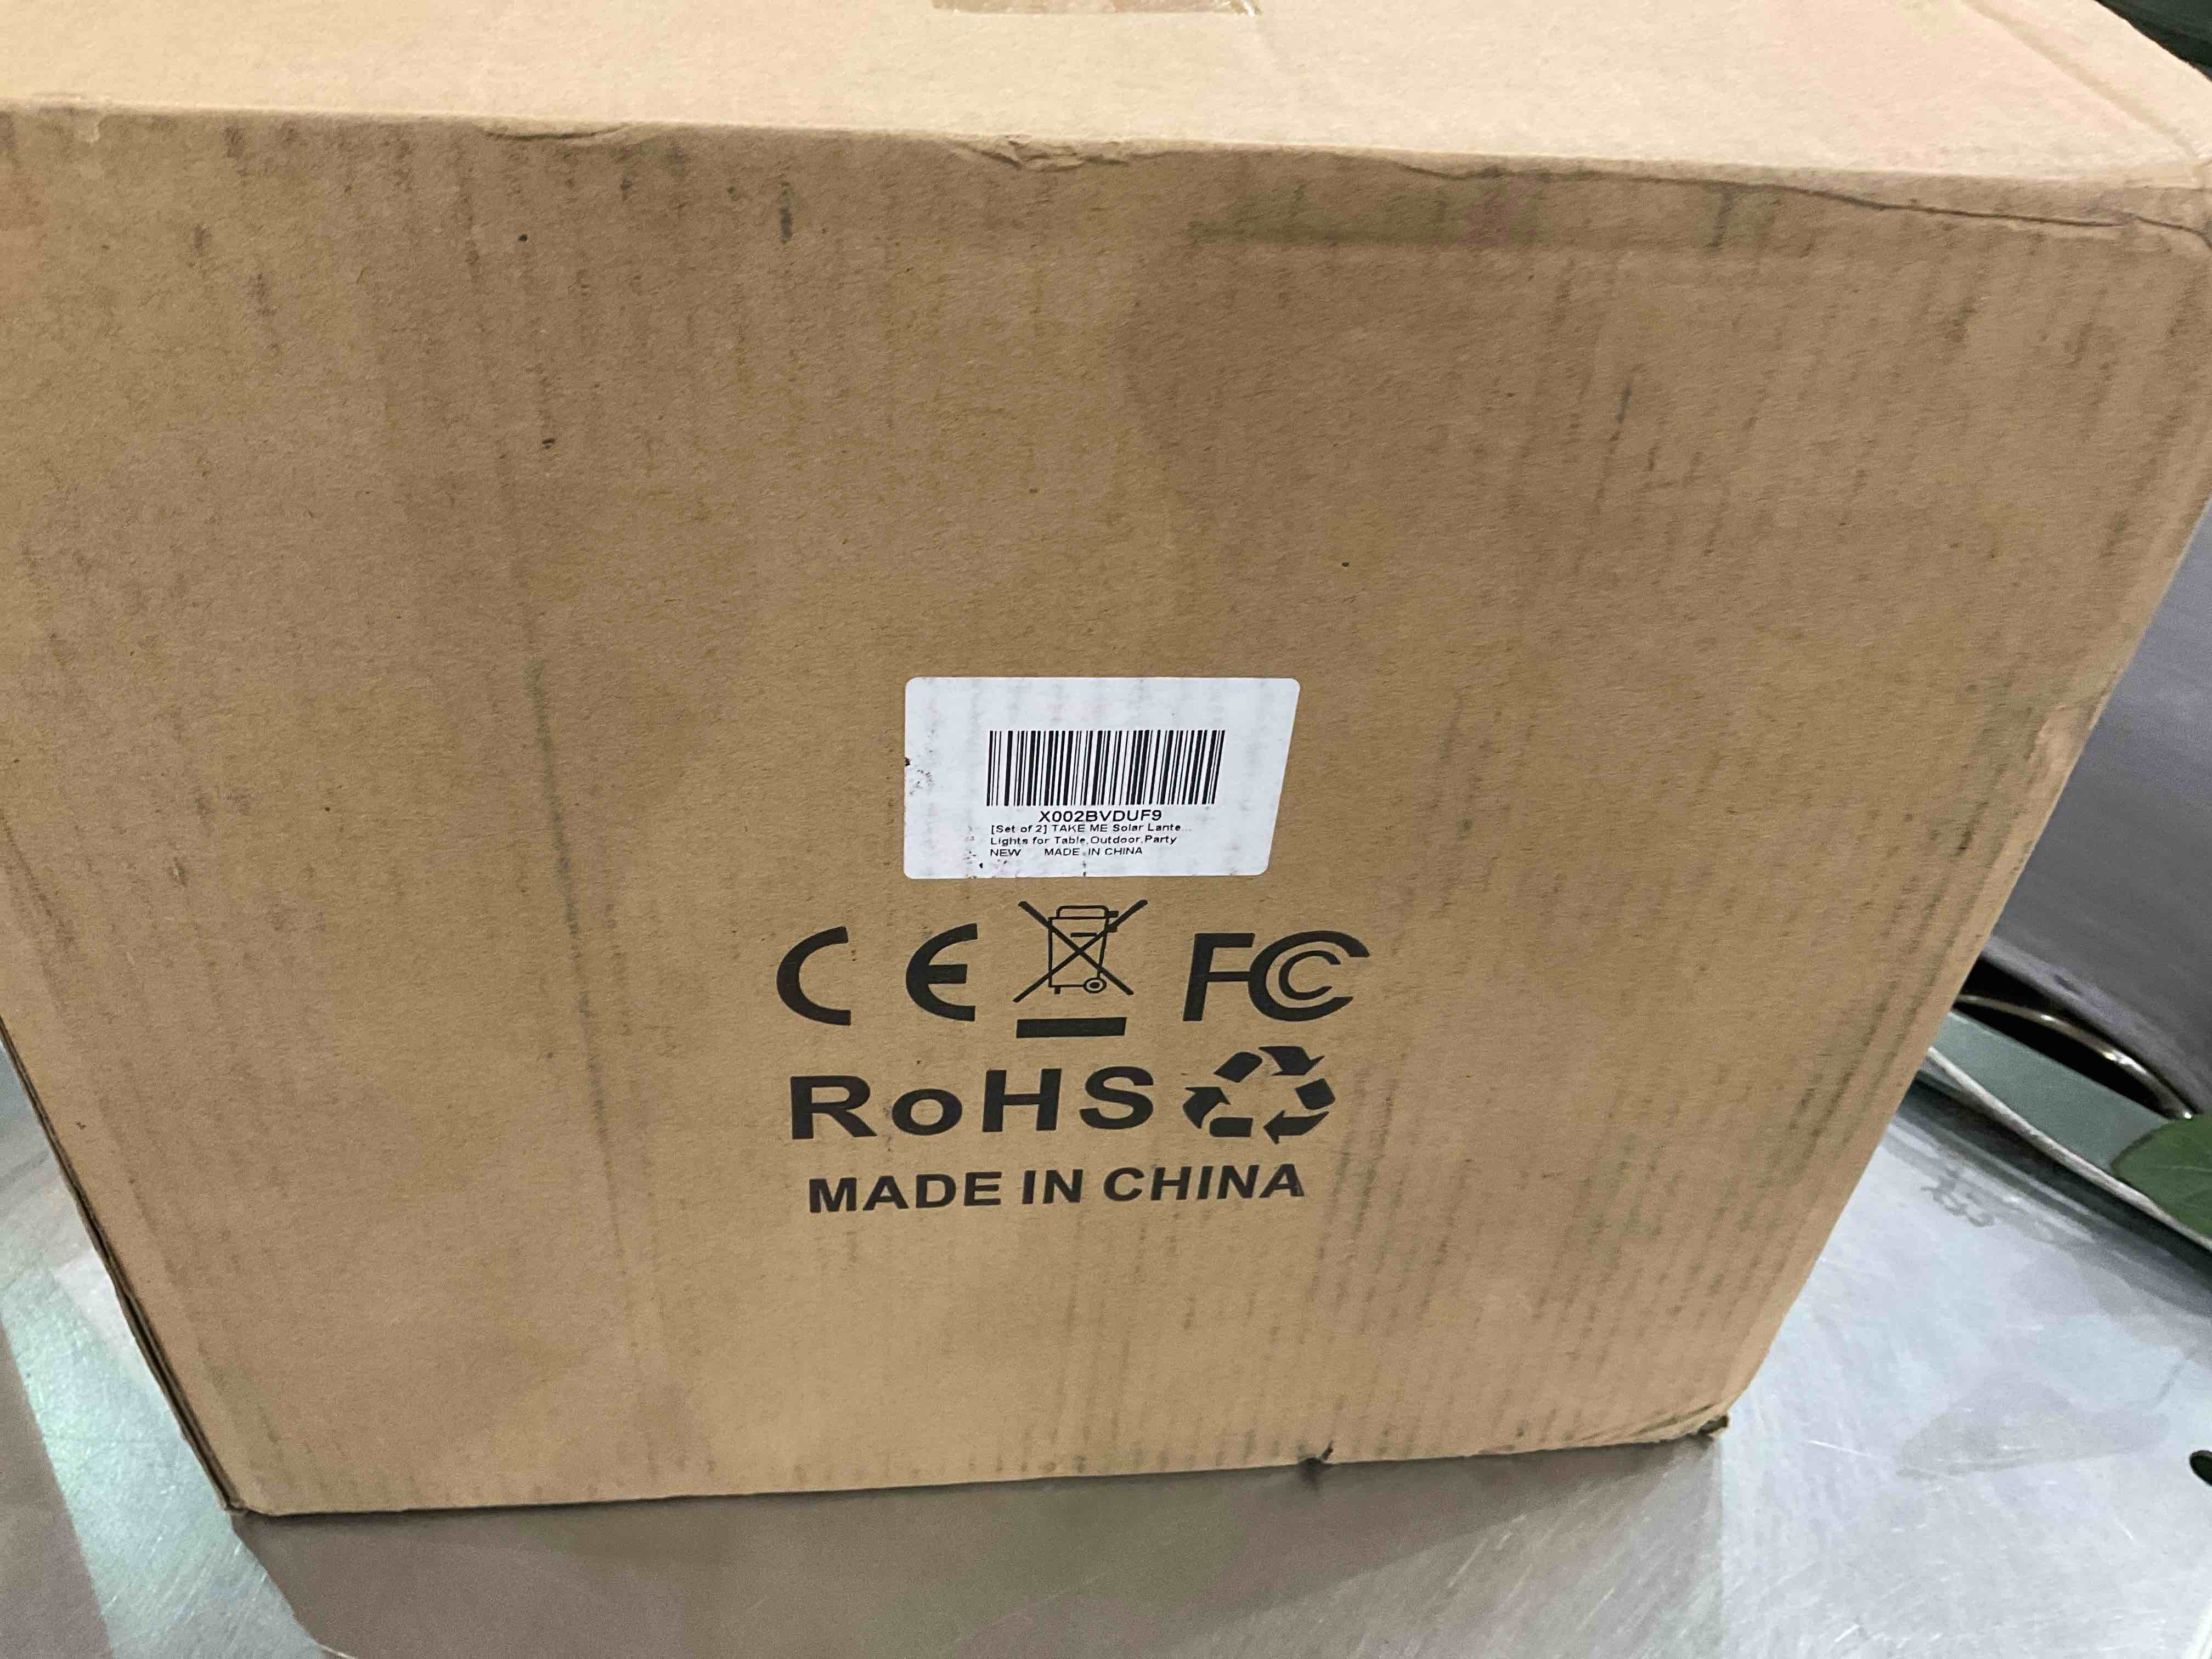 X002BVDUF9
[Set of 2] TAKE ME Solar Lante...
Lights for Table,Outdoor,Party
NEW MADE IN CHINA
CE FC
RoHS
MADE IN CHINA